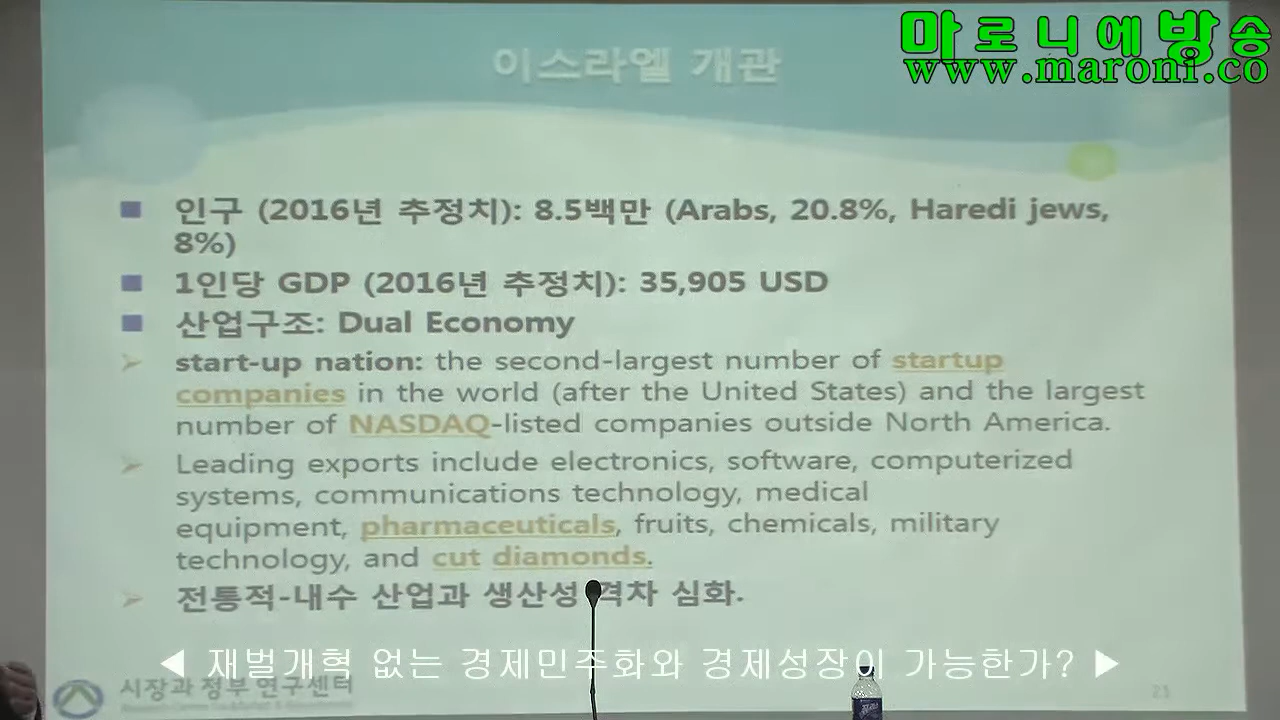 마로니에방송
www.maroni.co
이스라엘 개관
인구 (2016년 추정치): 8.5백만 (Arabs, 20.8%, Haredi jews,
8%)
1인당 GDP (2016년 추정치): 35,905 USD
산업구조: Dual Economy
start-up nation: the second-largest number of startup
companies in the world (after the United States) and the largest
number of NASDAQ-listed companies outside North America.
Leading exports include electronics, software, computerized
systems, communications technology, medical
equipment, pharmaceuticals, fruits, chemicals, military
technology, and cut diamonds.
전통적-내수 산업과 생산성 격차 심화.
◀ 재벌개혁 없는 경제민주화와 경제성장이 가능한가? ▶
시장과 정부 연구센터